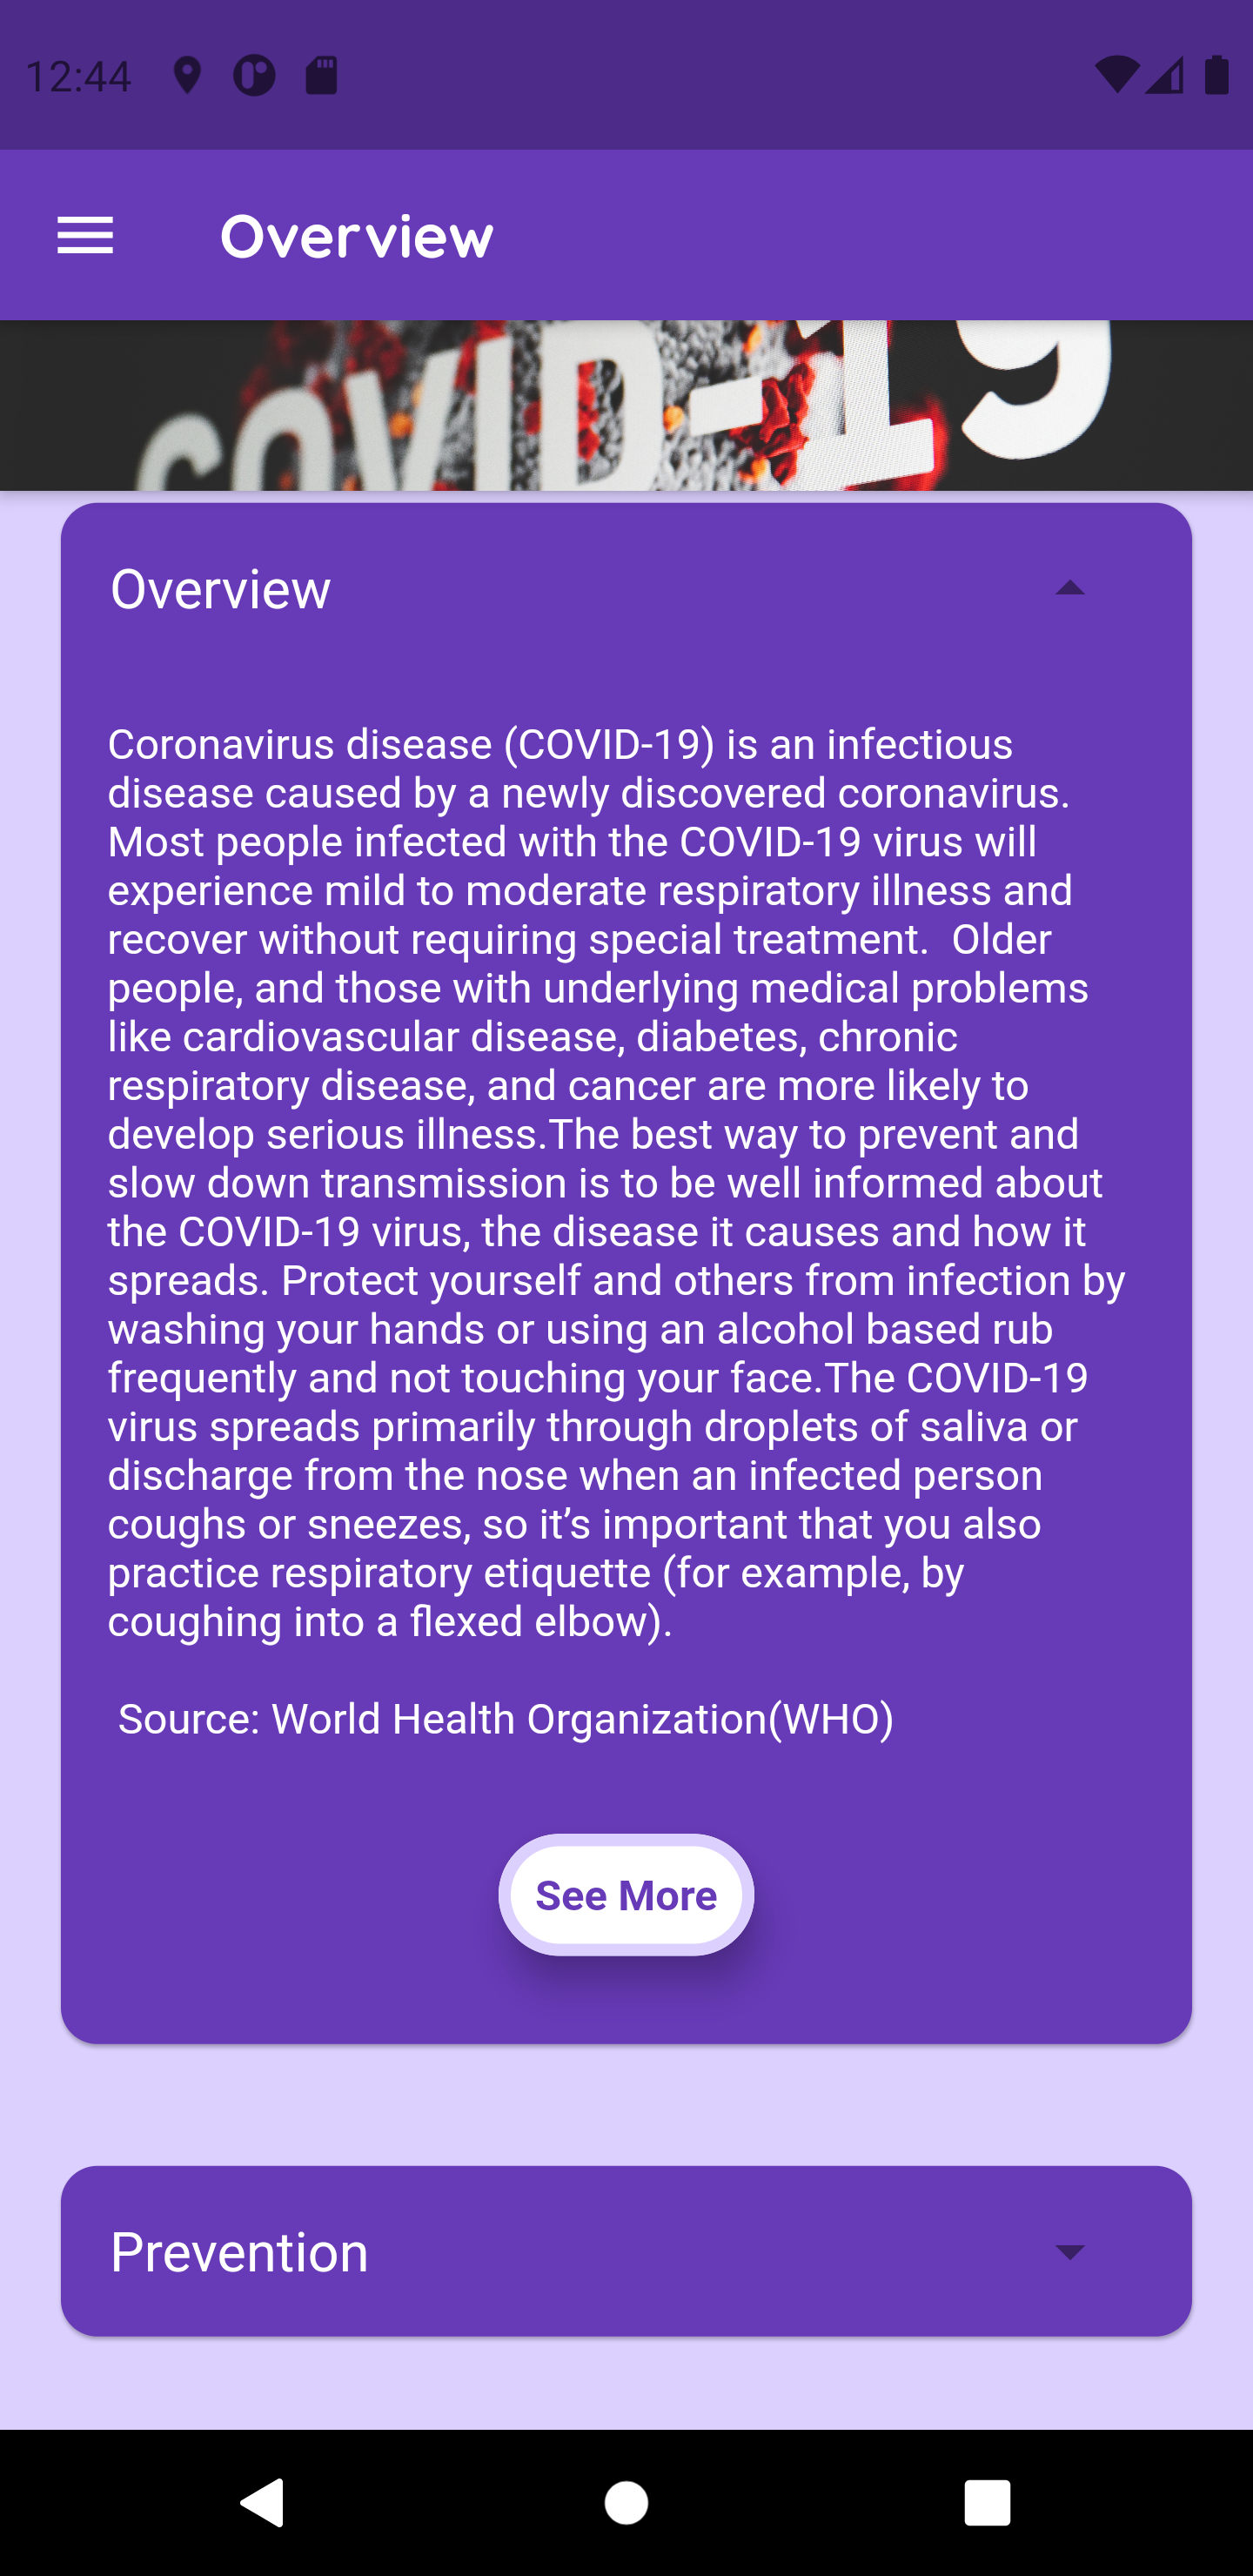 12:44
Overview
COVID-19
Overview
Coronavirus disease (COVID-19) is an infectious
disease caused by a newly discovered coronavirus.
Most people infected with the COVID-19 virus will
experience mild to moderate respiratory illness and
recover without requiring special treatment.  Older
people, and those with underlying medical problems
like cardiovascular disease, diabetes, chronic
respiratory disease, and cancer are more likely to
develop serious illness.The best way to prevent and
slow down transmission is to be well informed about
the COVID-19 virus, the disease it causes and how it
spreads. Protect yourself and others from infection by
washing your hands or using an alcohol based rub
frequently and not touching your face.The COVID-19
virus spreads primarily through droplets of saliva or
discharge from the nose when an infected person
coughs or sneezes, so it’s important that you also
practice respiratory etiquette (for example, by
coughing into a flexed elbow).
Source: World Health Organization(WHO)
See More
Prevention